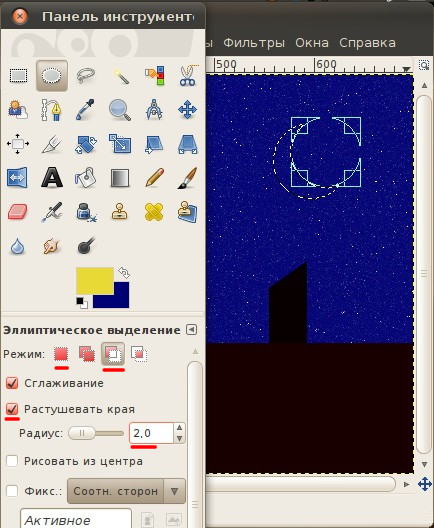 Панель инструменто
ы Фильтры Окна Справка
500 600
Эллиптическое выделение
Режим:
Сглаживание
Растушевать края
Радиус: 2,0
Рисовать из центра
Фикс.: Соотн. сторон
Активное